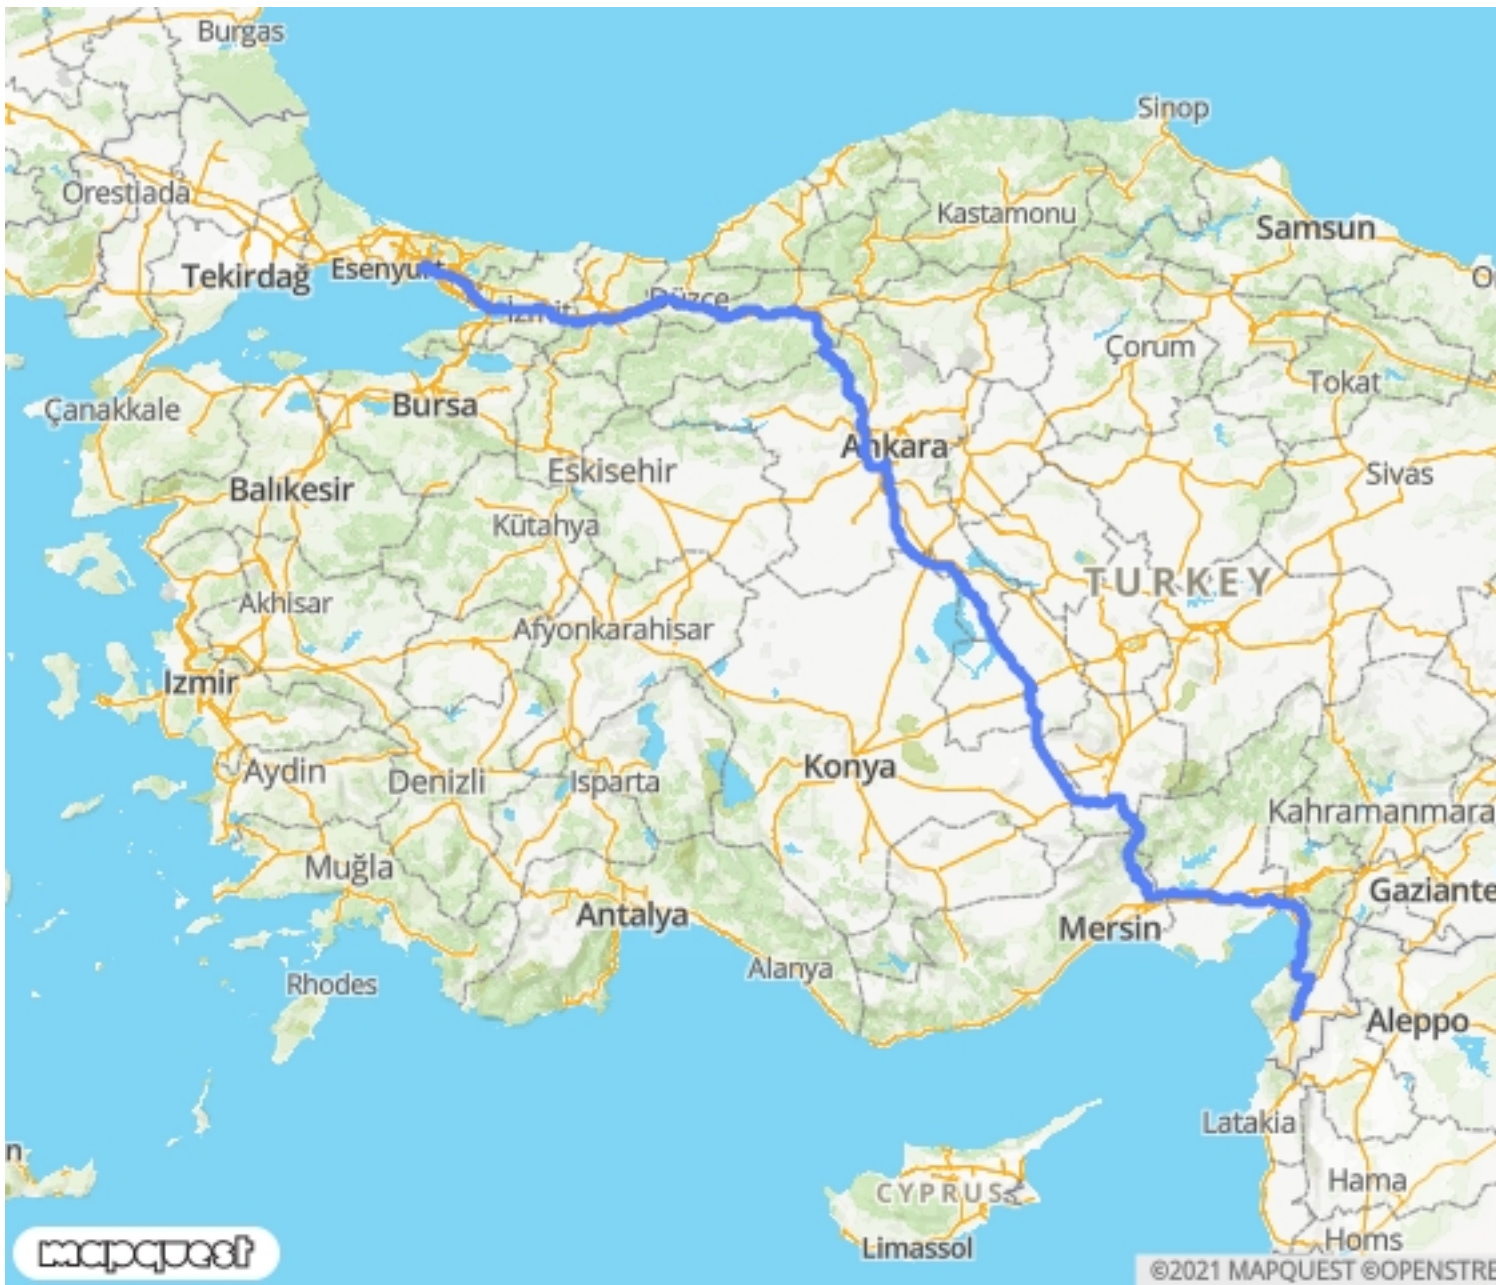 Burgas
Sinop
Orestiada
Kastamonu
Samsun
Tekirdağ
Esenyurt
İzmit
Düzce
Çorum
Tokat
Çanakkale
Bursa
Ankara
Eskisehir
Sivas
Balıkesir
Kütahya
TURKEY
Akhisar
Afyonkarahisar
Izmir
Konya
Aydin
Denizli
Isparta
Kahramanmara
Muğla
Gaziante
Antalya
Mersin
Alanya
Rhodes
Aleppo
Latakia
n
Hama
CYPRUS
Homs
Limassol
mapquest
©2021 MAPQUEST ©OPENSTRE